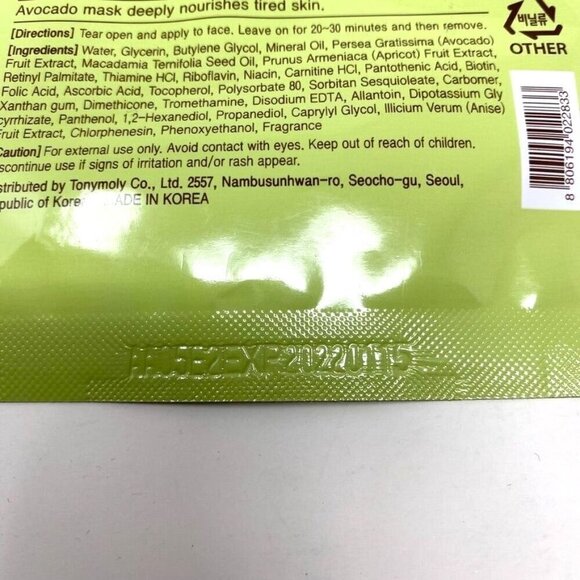 Avocado mask deeply nourishes tired skin.
[Directions] Tear open and apply to face. Leave on for 20~30 minutes and then remove.
[Ingredients] Water, Glycerin, Butylene Glycol, Mineral Oil, Persea Gratissima (Avocado)
Fruit Extract, Macadamia Ternifolia Seed Oil, Prunus Armeniaca (Apricot) Fruit Extract,
Retinyl Palmitate, Thiamine HCl, Riboflavin, Niacin, Carnitine HCl, Pantothenic Acid, Biotin,
Folic Acid, Ascorbic Acid, Tocopherol, Polysorbate 80, Sorbitan Sesquioleate, Carbomer,
Xanthan gum, Dimethicone, Tromethamine, Disodium EDTA, Allantoin, Dipotassium Gly
cyrrhizate, Panthenol, 1,2-Hexanediol, Propanediol, Caprylyl Glycol, Illicium Verum (Anise)
Fruit Extract, Chlorphenesin, Phenoxyethanol, Fragrance
Caution] For external use only. Avoid contact with eyes. Keep out of reach of children.
iscontinue use if signs of irritation and/or rash appear.
stributed by Tonymoly Co., Ltd. 2557, Nambusunhwan-ro, Seocho-gu, Seoul,
public of Korea MADE IN KOREA
비닐류
OTHER
8 806194 022833
EXP 20220115